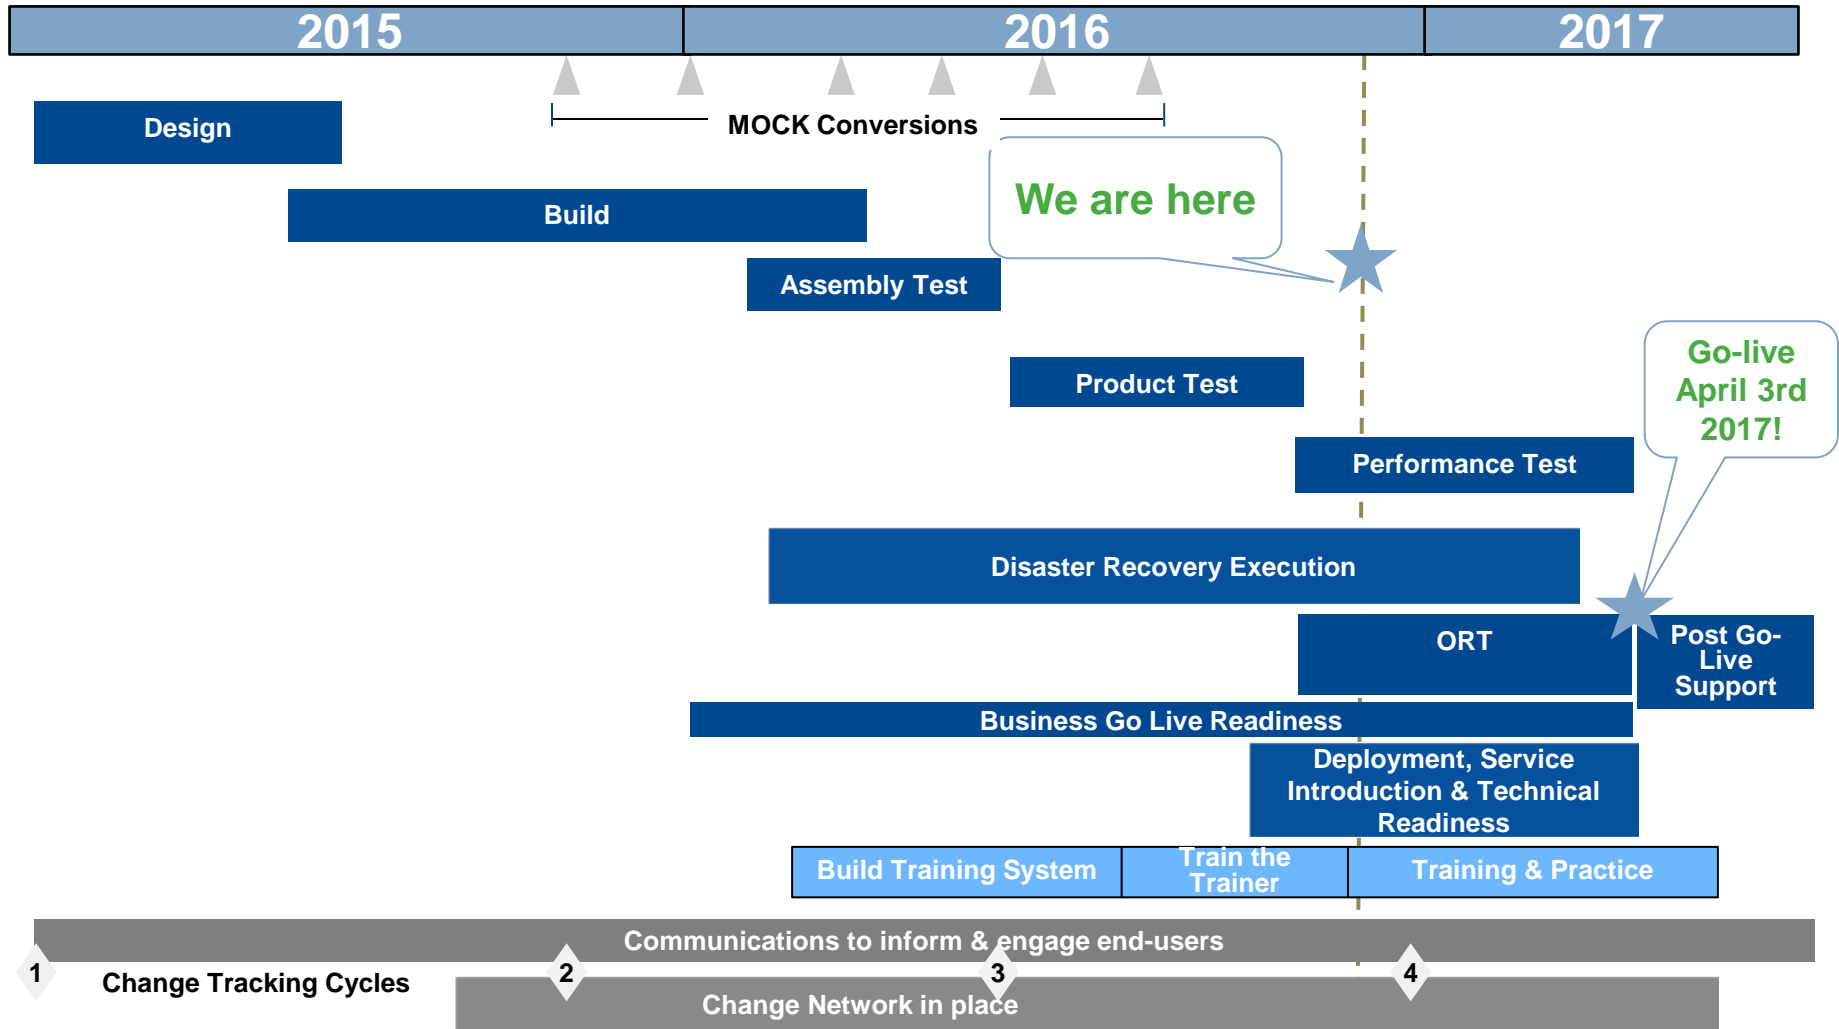 2015 2016 2017
MOCK Conversions
Design
We are here
Build
Assembly Test
Go-live
April 3rd
2017!
Product Test
Performance Test
Disaster Recovery Execution
ORT
Post Go-
Live
Support
Business Go Live Readiness
Deployment, Service
Introduction & Technical
Readiness
Build Training System
Train the
Trainer
Training & Practice
Communications to inform & engage end-users
1
Change Tracking Cycles
2
3
4
Change Network in place